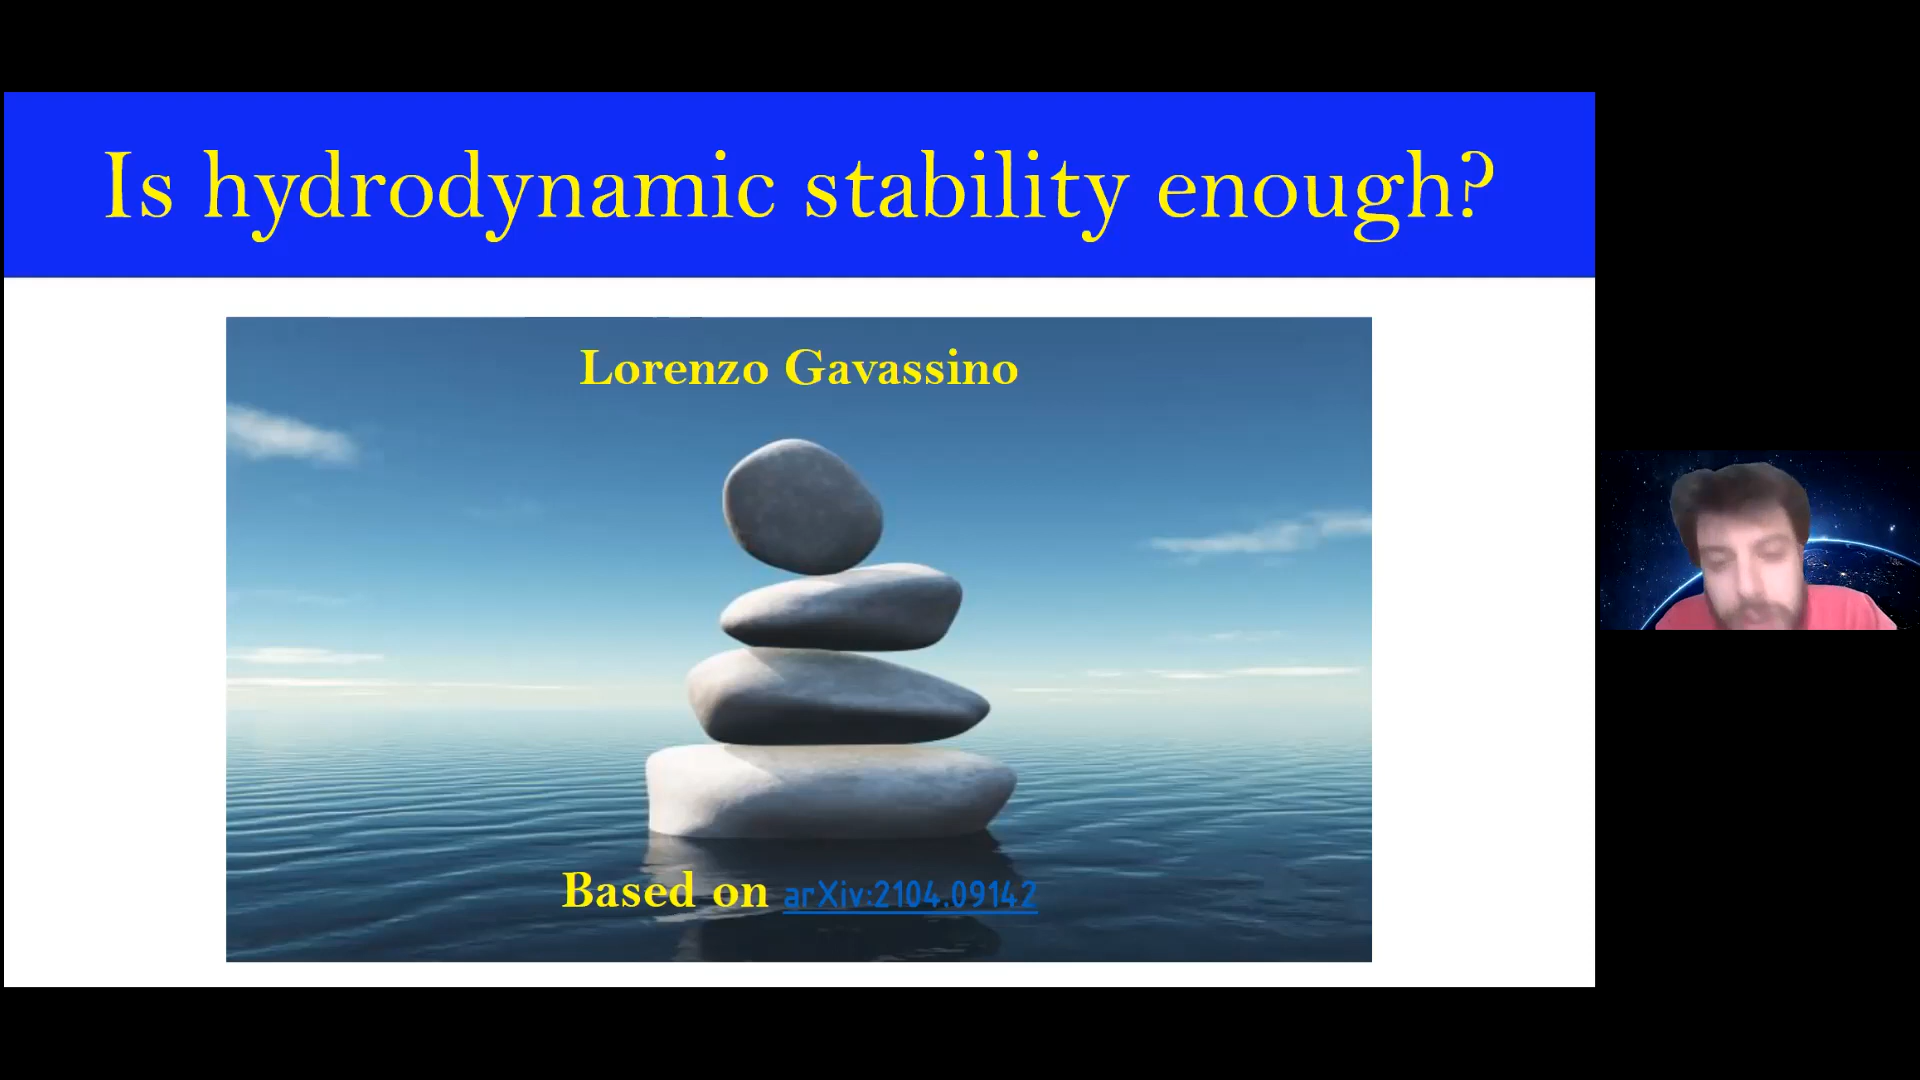 Is hydrodynamic stability enough?
Lorenzo Gavassino
Based on arXiv:2104.09142